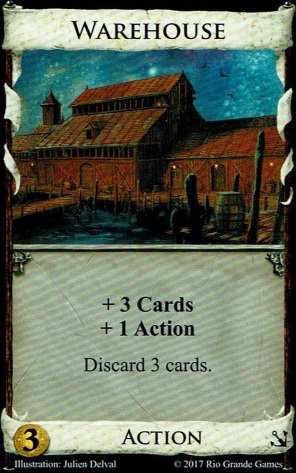 WAREHOUSE
+ 3 Cards
+ 1 Action
Discard 3 cards.
3
ACTION
Illustration: Julien Delval
© 2017 Rio Grande Games